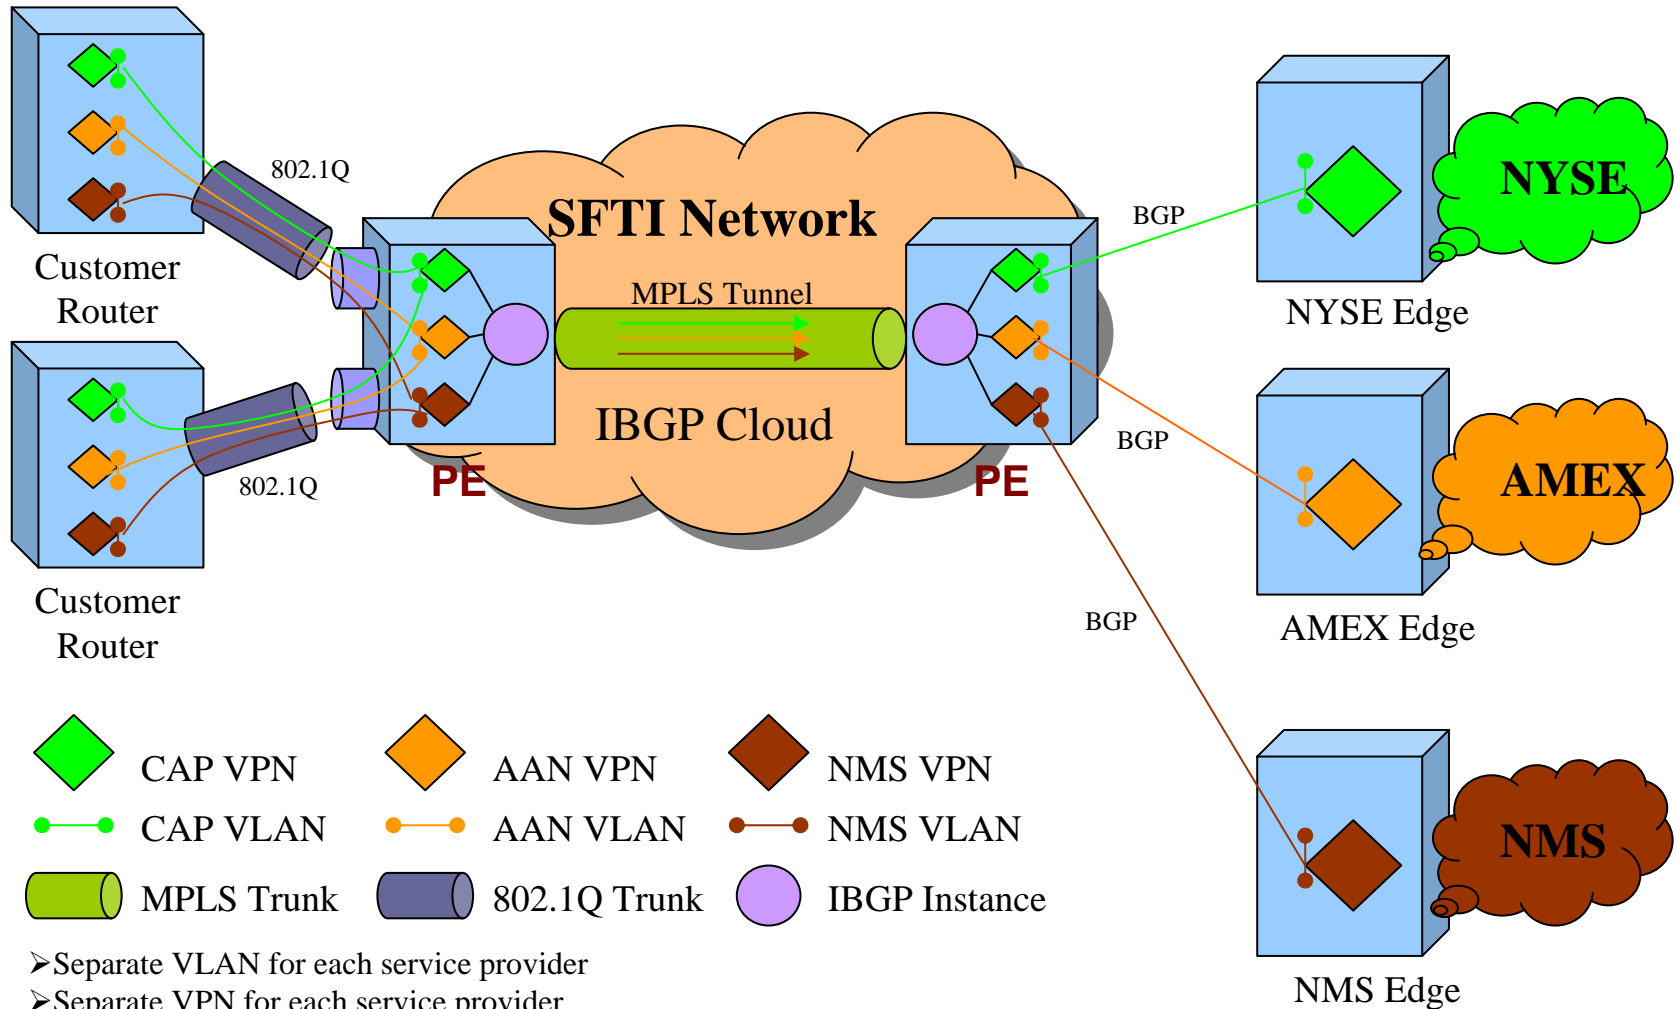 802.1Q
Customer
Router
SFTI Network
MPLS Tunnel
IBGP Cloud
PE
PE
802.1Q
Customer
Router
BGP
NYSE
NYSE Edge
BGP
AMEX
AMEX Edge
BGP
NMS
NMS Edge
CAP VPN
AAN VPN
NMS VPN
CAP VLAN
AAN VLAN
NMS VLAN
MPLS Trunk
802.1Q Trunk
IBGP Instance
➢Separate VLAN for each service provider
➢Separate VPN for each service provider